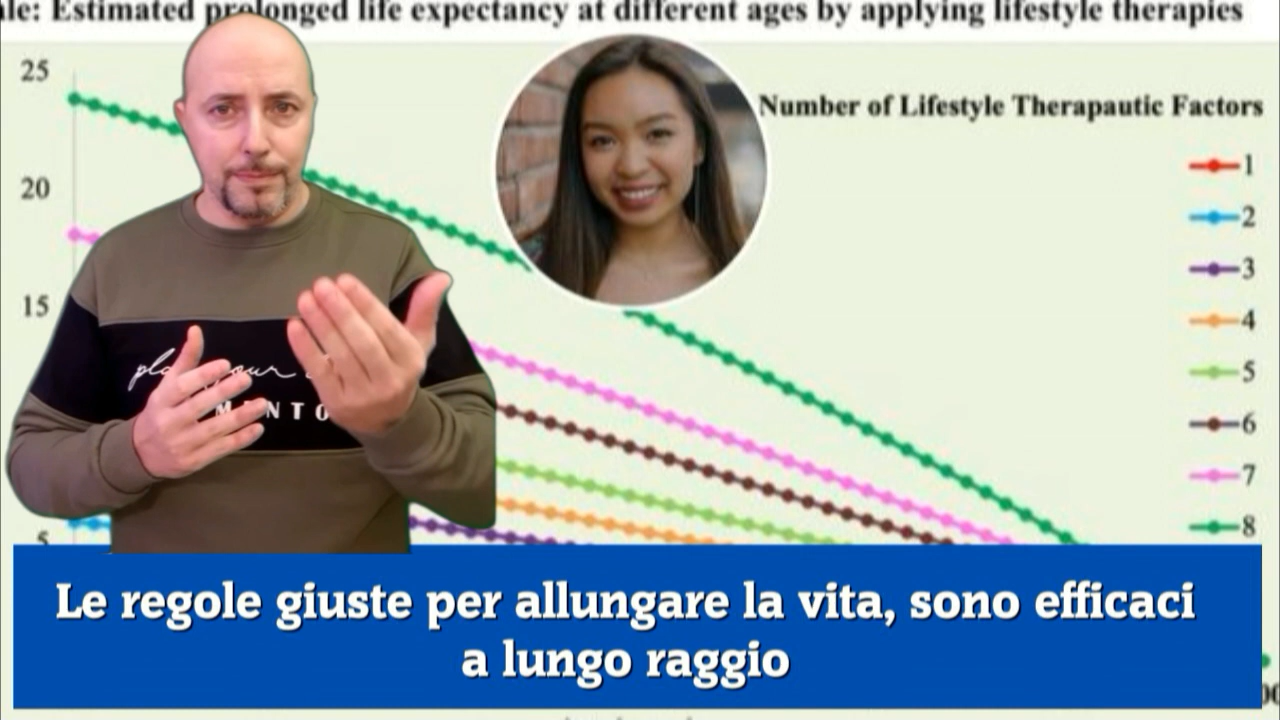 le: Estimated prolonged life expectancy at different ages by applying lifestyle therapies
25
Number of Lifestyle Therapautic Factors
1
20
2
3
15
4
5
6
7
8
5
MENTO
Le regole giuste per allungare la vita, sono efficaci
a lungo raggio